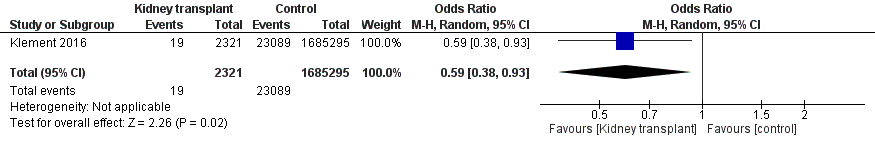 Kidney transplant Control Odds Ratio Odds Ratio
Study or Subgroup Events Total Events Total Weight M-H, Random, 95% CI M-H, Random, 95% CI
Klement 2016 19 2321 23089 1685295 100.0% 0.59 [0.38, 0.93]
Total (95% CI) 2321 1685295 100.0% 0.59 [0.38, 0.93]
Total events 19 23089
Heterogeneity: Not applicable
Test for overall effect: Z = 2.26 (P = 0.02)
0.5 0.7 1 1.5 2
Favours [Kidney transplant] Favours [control]